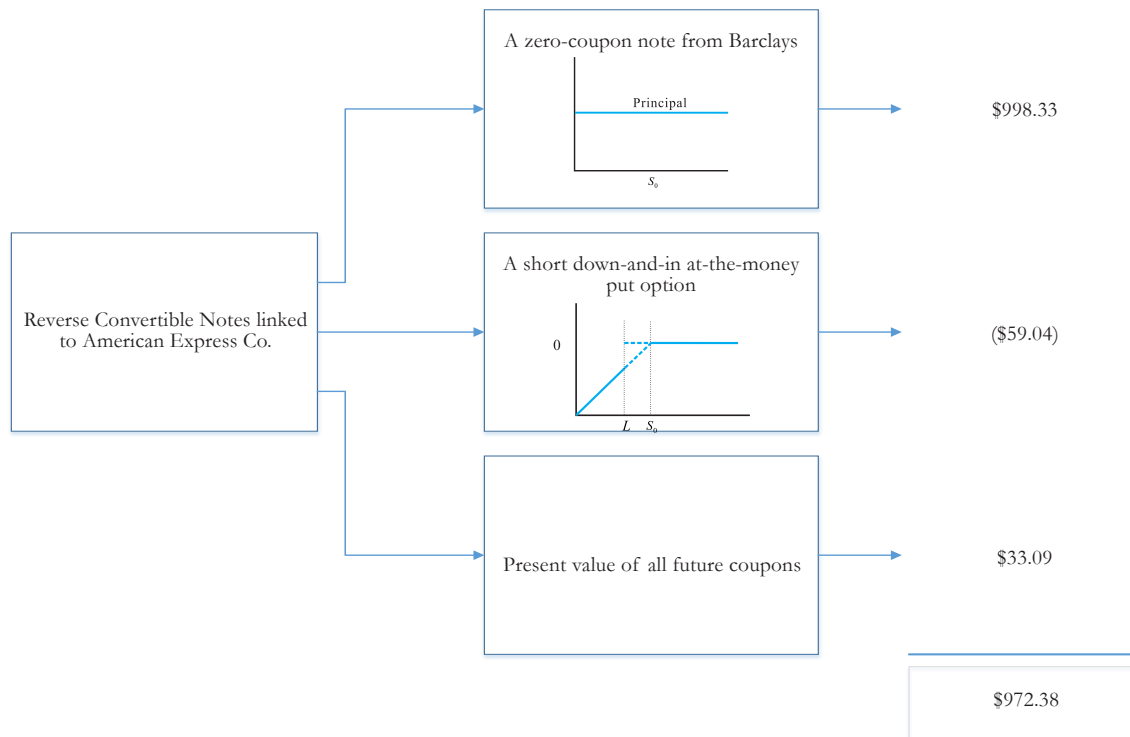 A zero-coupon note from Barclays
Principal
S₀
$998.33
Reverse Convertible Notes linked
to American Express Co.
A short down-and-in at-the-money
put option
0
L S₀
($59.04)
Present value of all future coupons
$33.09
$972.38